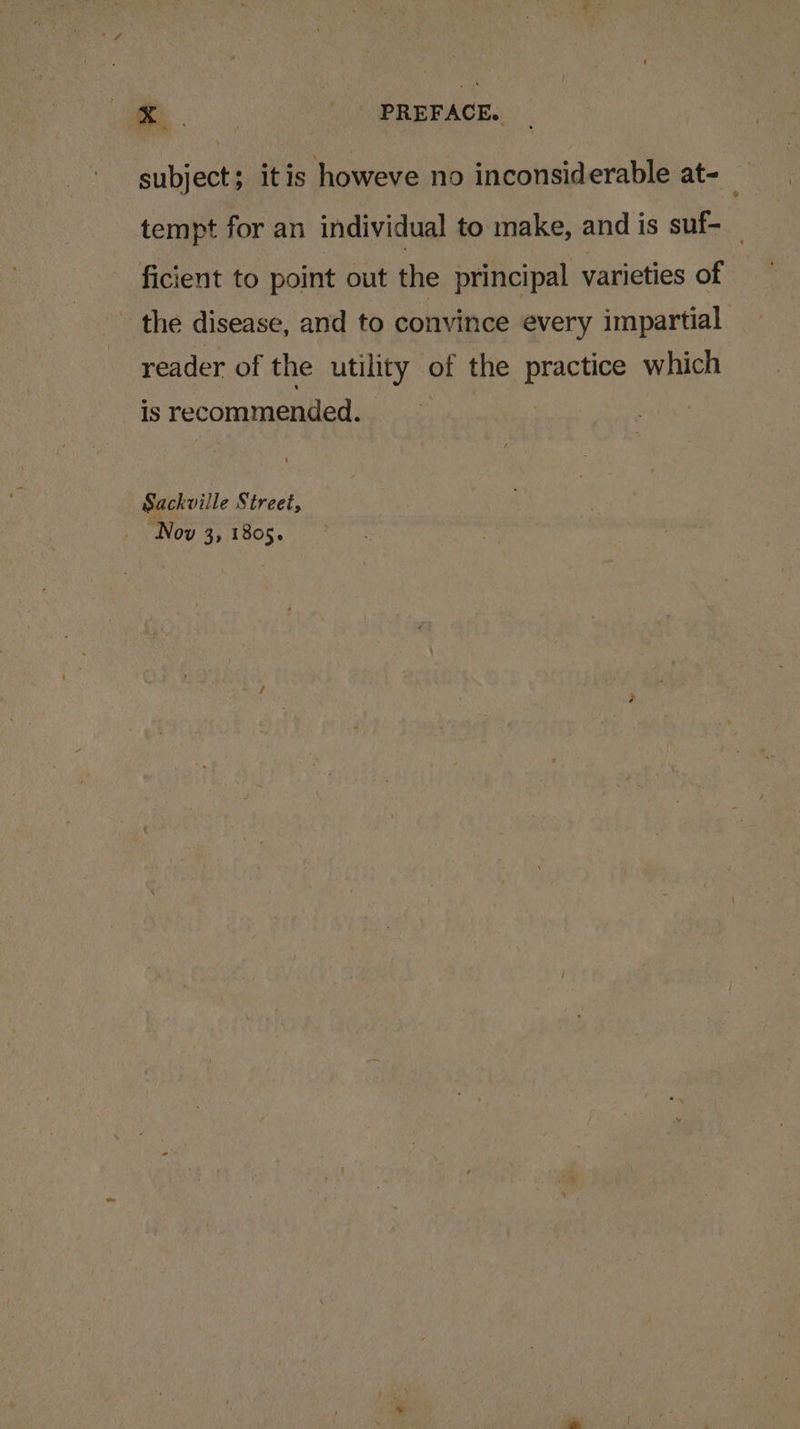 x PREFACE.
subject; itis howeve no inconsiderable at-
tempt for an individual to make, and is suf-
ficient to point out the principal varieties of
the disease, and to convince every impartial
reader of the utility of the practice which
is recommended.
Sackville Street,
Nov 3, 1805.